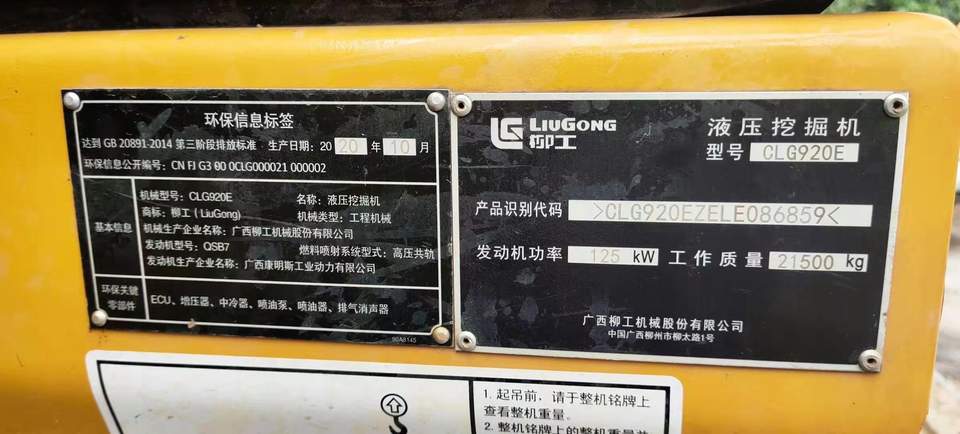 环保信息标签
达到 GB 20891-2014 第三阶段排放标准 生产日期: 20 20 年 10 月
环保信息公开编号: CN FJ G3 00 0CLG000021 000002
基本信息
机械型号: CLG920E 名称: 液压挖掘机
商标: 柳工 (LiuGong) 机械类型: 工程机械
机械生产企业名称: 广西柳工机械股份有限公司
发动机型号: QSB7 燃料喷射系统型式: 高压共轨
发动机生产企业名称: 广西康明斯工业动力有限公司
环保关键
零部件
ECU、增压器、中冷器、喷油泵、喷油器、排气消声器
90A8145
LIUGONG
柳工
液压挖掘机
型号 CLG920E
产品识别代码 >CLG920EZELE086859<
发动机功率 125 kW 工作质量 21500 kg
广西柳工机械股份有限公司
中国广西柳州市柳太路1号
1. 起吊前, 请于整机铭牌上
查看整机重量。
2. 整机铭牌上的整机重量并